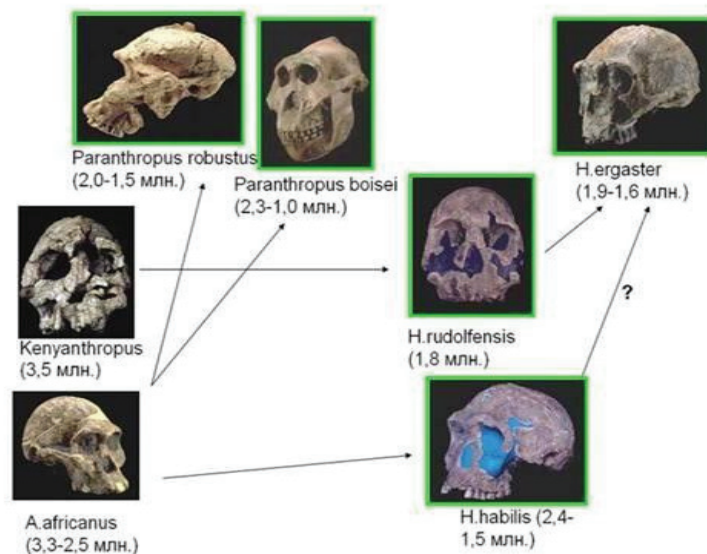 Paranthropus robustus
(2,0-1,5 млн.)
Paranthropus boisei
(2,3-1,0 млн.)
H.ergaster
(1,9-1,6 млн.)
Kenyanthropus
(3,5 млн.)
H.rudolfensis
(1,8 млн.)
?
A.africanus
(3,3-2,5 млн.)
H.habilis (2,4-
1,5 млн.)